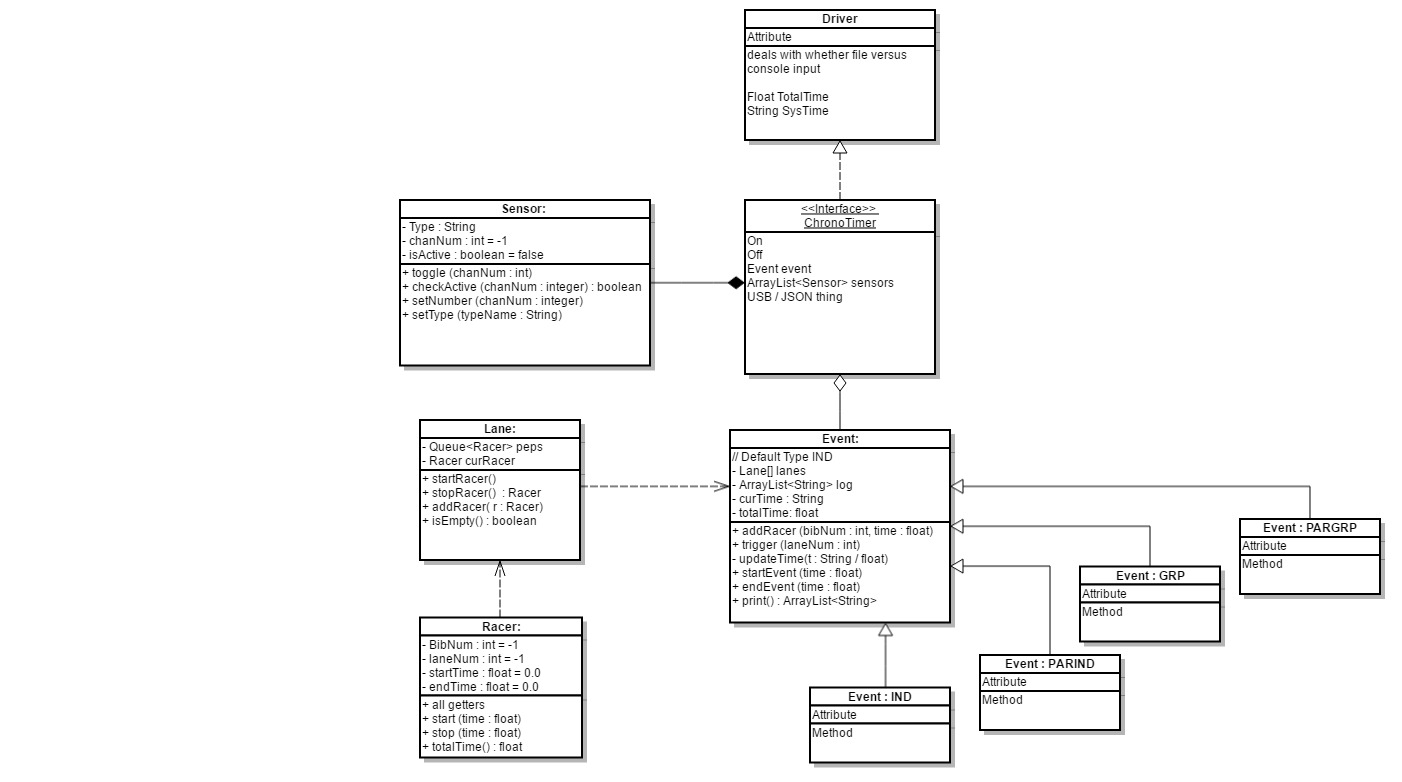 Driver
Attribute
deals with whether file versus
console input
Float TotalTime
String SysTime
Sensor:
- Type : String
- chanNum : int = -1
- isActive : boolean = false
+ toggle (chanNum : int)
+ checkActive (chanNum : integer) : boolean
+ setNumber (chanNum : integer)
+ setType (typeName : String)
<<Interface>>
ChronoTimer
On
Off
Event event
ArrayList<Sensor> sensors
USB / JSON thing
Lane:
- Queue<Racer> peps
- Racer curRacer
+ startRacer()
+ stopRacer() : Racer
+ addRacer( r : Racer)
+ isEmpty() : boolean
Event:
// Default Type IND
- Lane[] lanes
- ArrayList<String> log
- curTime : String
- totalTime: float
+ addRacer (bibNum : int, time : float)
+ trigger (laneNum : int)
- updateTime(t : String / float)
+ startEvent (time : float)
+ endEvent (time : float)
+ print() : ArrayList<String>
Event : PARGRP
Attribute
Method
Event : GRP
Attribute
Method
Racer:
- BibNum : int = -1
- laneNum : int = -1
- startTime : float = 0.0
- endTime : float = 0.0
+ all getters
+ start (time : float)
+ stop (time : float)
+ totalTime() : float
Event : PARIND
Attribute
Method
Event : IND
Attribute
Method